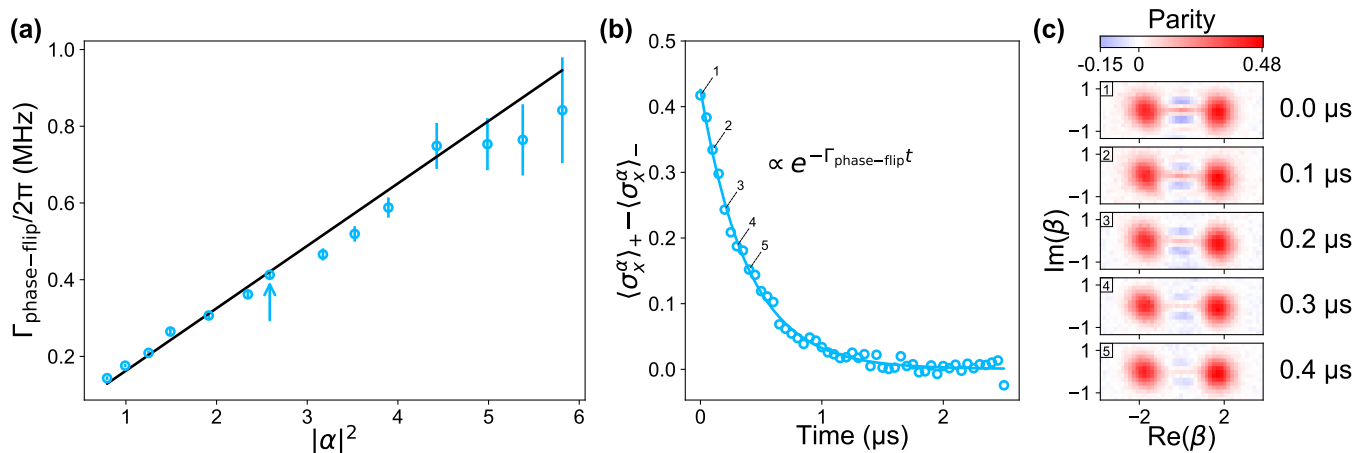 (a)
Γphase−flip/2π (MHz)
1.0
0.8
0.6
0.4
0.2
1 2 3 4 5 6
|α|²
(b)
⟨σₓ^α⟩₊−⟨σₓ^α⟩₋
0.5
0.4
0.3
0.2
0.1
0.0
1
2
3
4
5
∝ e^−Γphase−flip t
0 1 2
Time (µs)
(c)
Parity
-0.15 0 0.48
Im(β)
1
−1
1
0.0 µs
1
−1
2
0.1 µs
1
−1
3
0.2 µs
1
−1
4
0.3 µs
1
−1
5
0.4 µs
−2 2
Re(β)